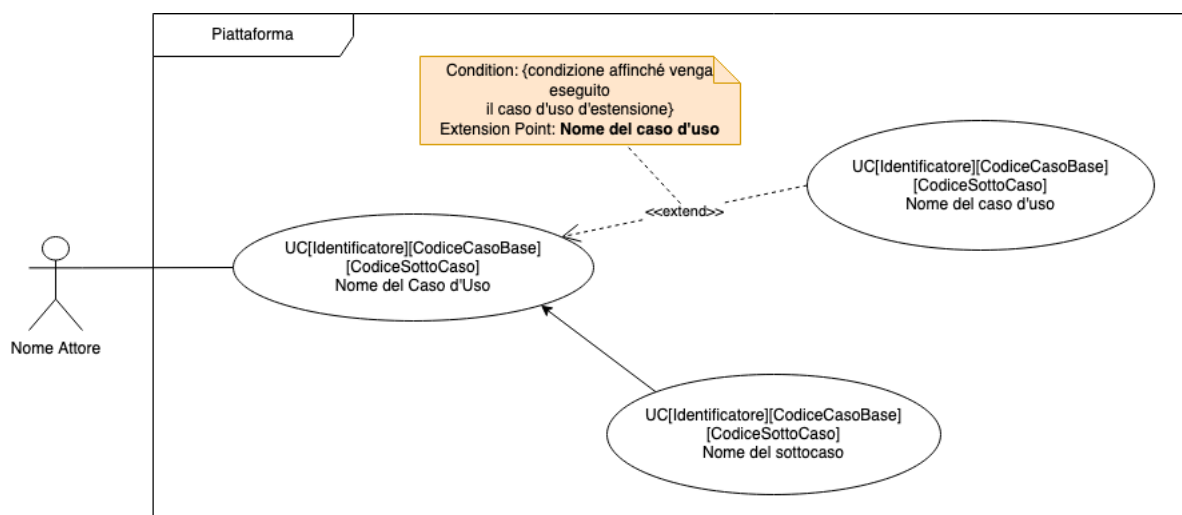 Piattaforma
Condition: {condizione affinché venga
eseguito
il caso d'uso d'estensione}
Extension Point: Nome del caso d'uso
UC[Identificatore][CodiceCasoBase]
[CodiceSottoCaso]
Nome del caso d'uso
<<extend>>
UC[Identificatore][CodiceCasoBase]
[CodiceSottoCaso]
Nome del Caso d'Uso
Nome Attore
UC[Identificatore][CodiceCasoBase]
[CodiceSottoCaso]
Nome del sottocaso